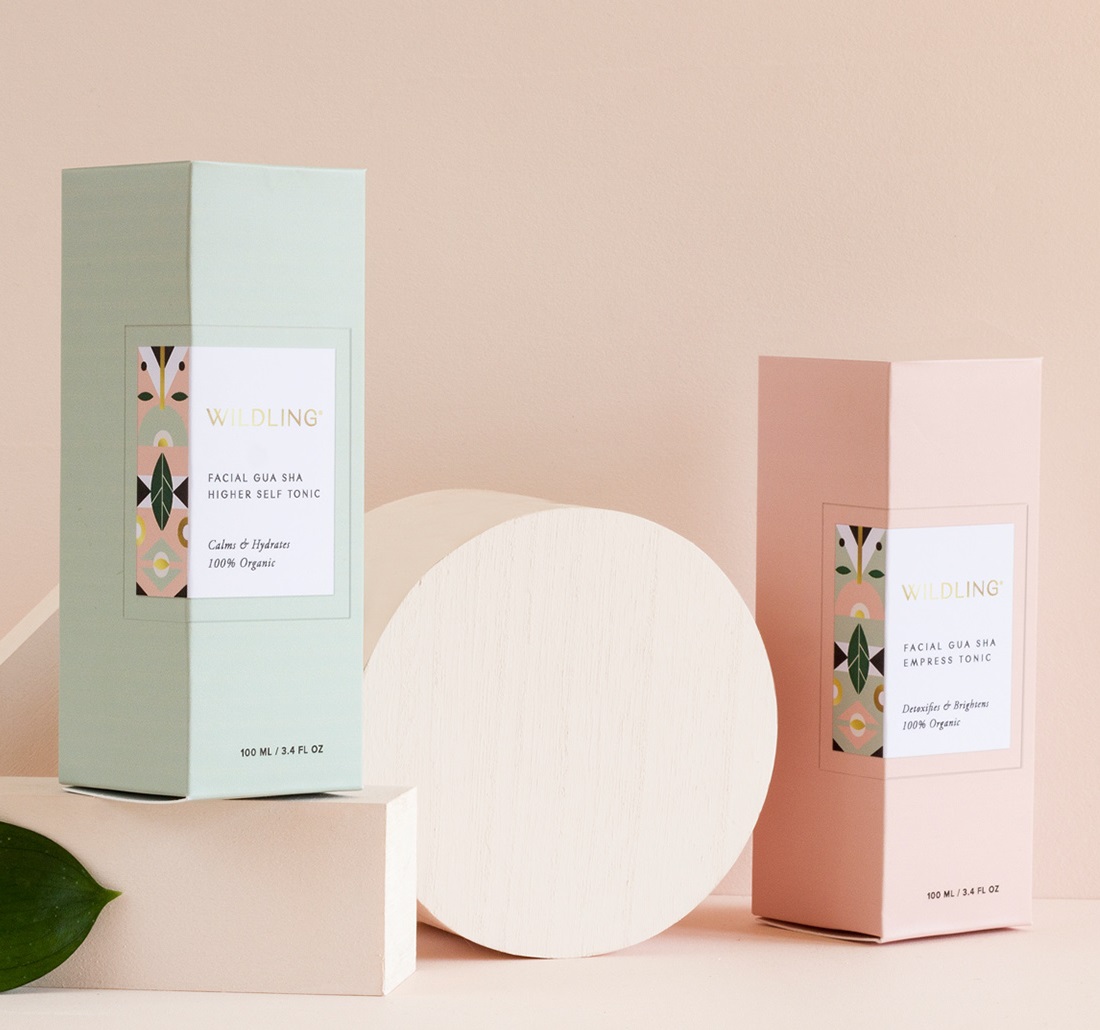 WILDLING®
FACIAL GUA SHA
HIGHER SELF TONIC
Calms & Hydrates
100% Organic
100 ML / 3.4 FL OZ
WILDLING®
FACIAL GUA SHA
EMPRESS TONIC
Detoxifies & Brightens
100% Organic
100 ML / 3.4 FL OZ